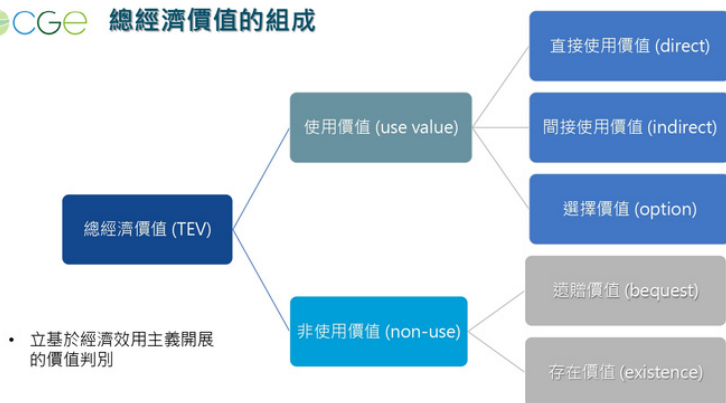 CGE 總經濟價值的組成
直接使用價值 (direct)
使用價值 (use value)
間接使用價值 (indirect)
選擇價值 (option)
總經濟價值 (TEV)
遺贈價值 (bequest)
非使用價值 (non-use)
存在價值 (existence)
• 立基於經濟效用主義開展
的價值判別